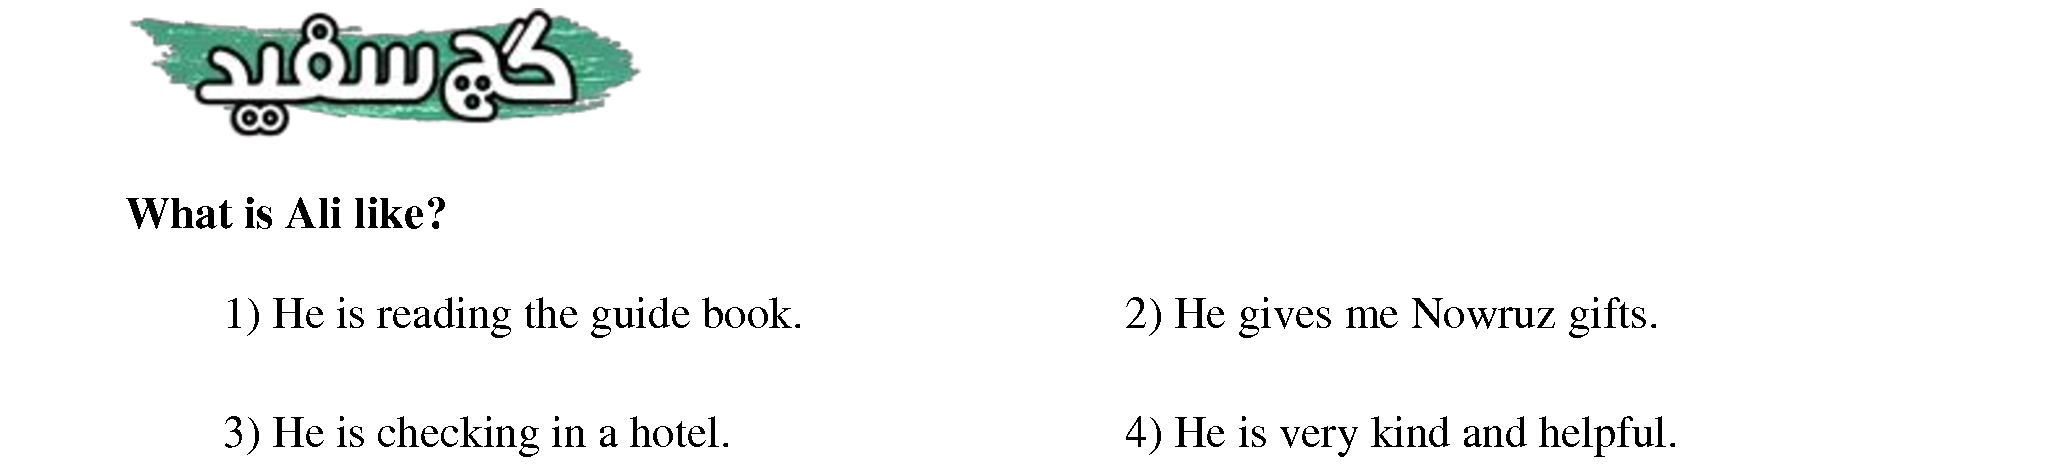 گچ سفید
What is Ali like?
1) He is reading the guide book. 2) He gives me Nowruz gifts.
3) He is checking in a hotel. 4) He is very kind and helpful.